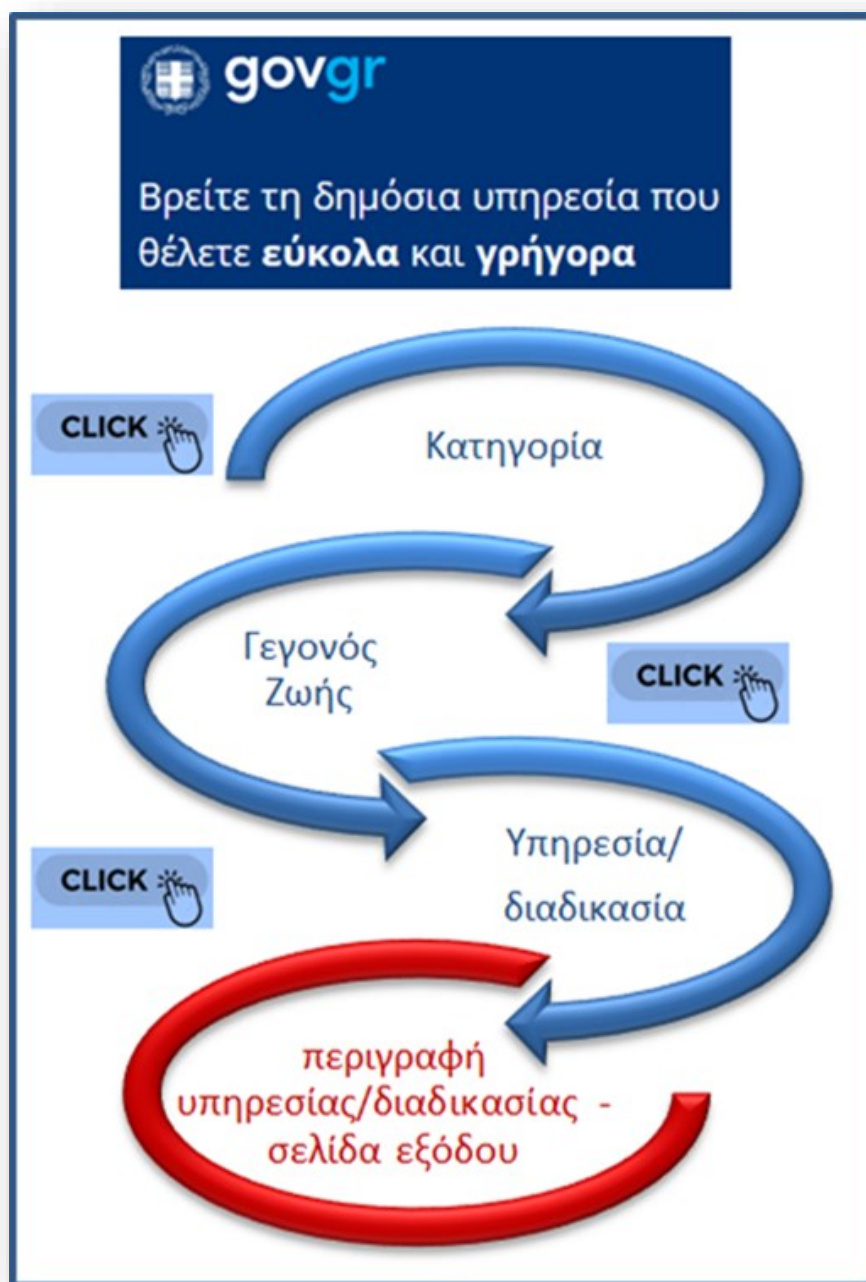 govgr
Βρείτε τη δημόσια υπηρεσία που
θέλετε εύκολα και γρήγορα
CLICK
Κατηγορία
Γεγονός
Ζωής
CLICK
Υπηρεσία/
διαδικασία
CLICK
περιγραφή
υπηρεσίας/διαδικασίας -
σελίδα εξόδου